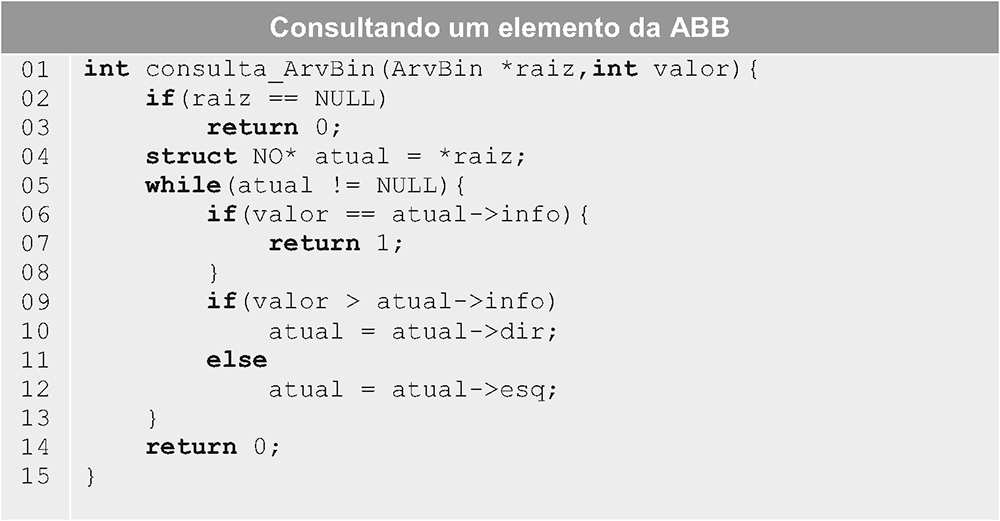 Consultando um elemento da ABB
01 int consulta_ArvBin(ArvBin *raiz,int valor){
02     if(raiz == NULL)
03         return 0;
04     struct NO* atual = *raiz;
05     while(atual != NULL){
06         if(valor == atual->info){
07             return 1;
08         }
09         if(valor > atual->info)
10             atual = atual->dir;
11         else
12             atual = atual->esq;
13     }
14     return 0;
15 }